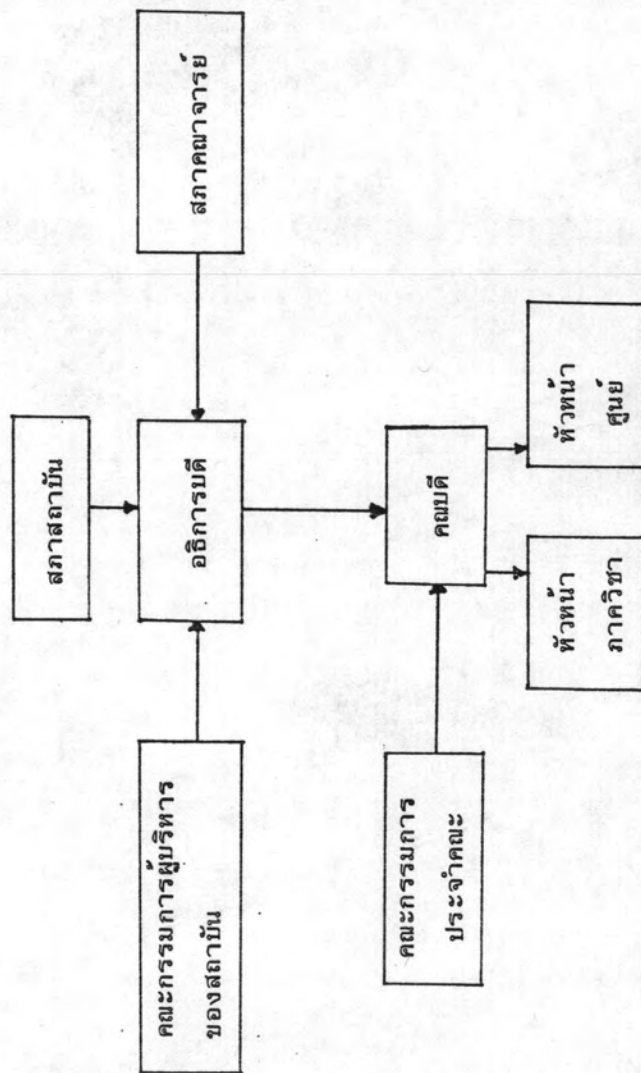 สภาสถาบัน
คณะกรรมการผู้บริหาร
ของสถาบัน
อธิการบดี
สภาคณาจารย์
คณะกรรมการ
ประจำคณะ
คณบดี
หัวหน้า
ภาควิชา
หัวหน้า
ศูนย์